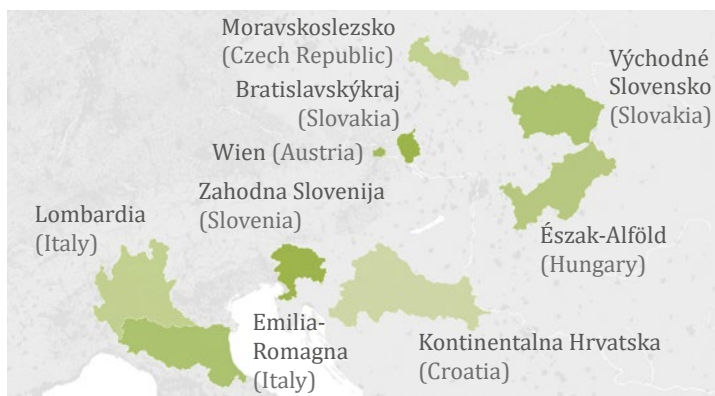 Moravskoslezsko
(Czech Republic)
Východné
Slovensko
(Slovakia)
Bratislavskýkraj
(Slovakia)
Wien (Austria)
Zahodna Slovenija
(Slovenia)
Lombardia
(Italy)
Észak-Alföld
(Hungary)
Emilia-
Romagna
(Italy)
Kontinentalna Hrvatska
(Croatia)